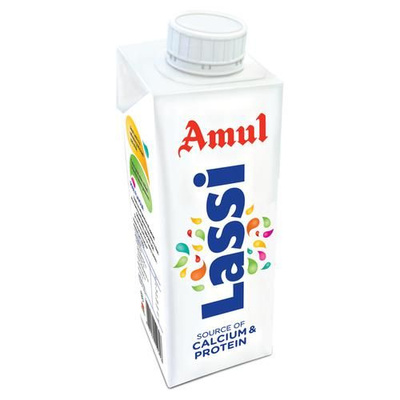 Amul
Lassi
SOURCE OF
CALCIUM &
PROTEIN